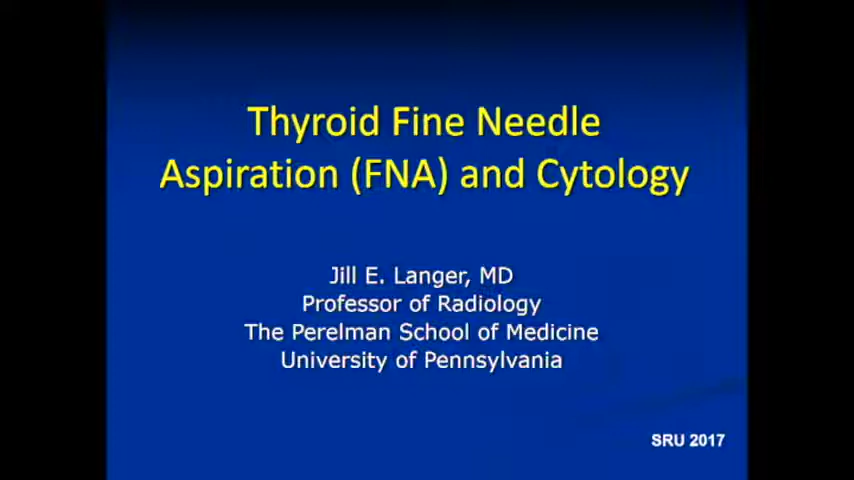 Thyroid Fine Needle
Aspiration (FNA) and Cytology
Jill E. Langer, MD
Professor of Radiology
The Perelman School of Medicine
University of Pennsylvania
SRU 2017